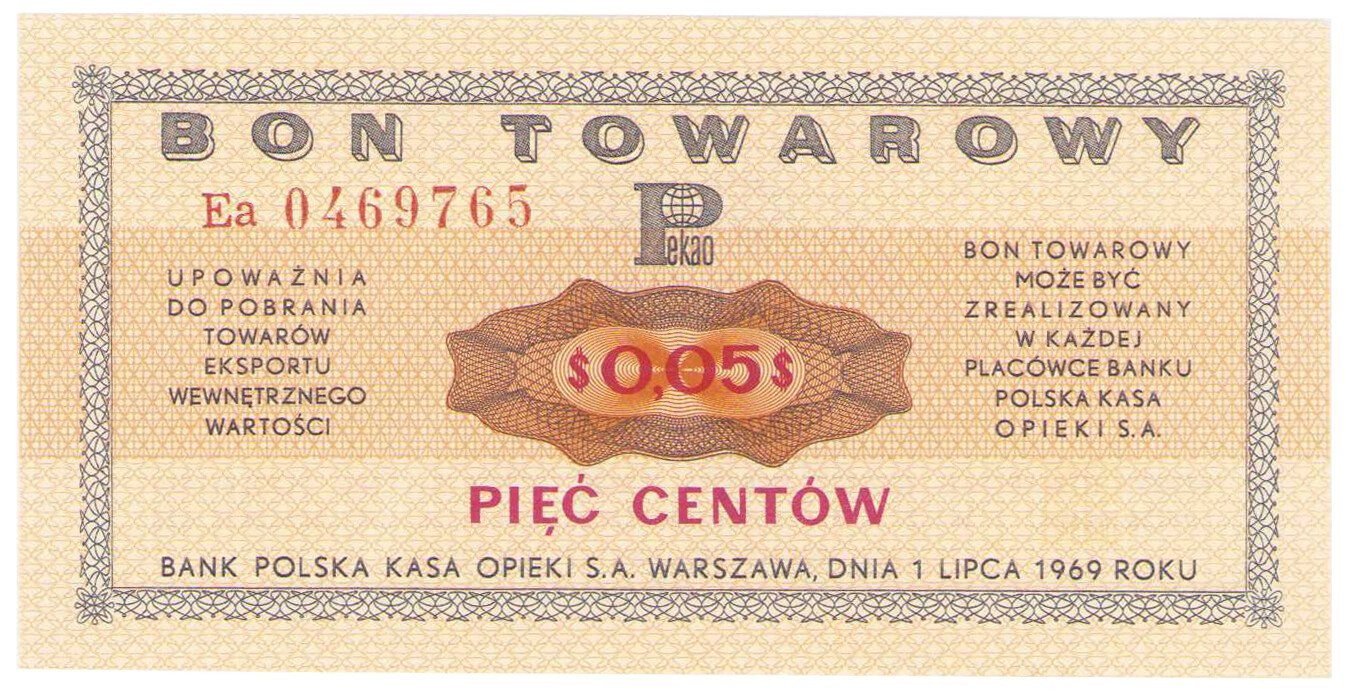 BON TOWAROWY
Ea 0469765
Pekao
UPOWAŻNIA
DO POBRANIA
TOWARÓW
EKSPORTU
WEWNĘTRZNEGO
WARTOŚCI
$0,05$
BON TOWAROWY
MOŻE BYĆ
ZREALIZOWANY
W KAŻDEJ
PLACÓWCE BANKU
POLSKA KASA
OPIEKI S.A.
PIĘĆ CENTÓW
BANK POLSKA KASA OPIEKI S.A. WARSZAWA, DNIA 1 LIPCA 1969 ROKU